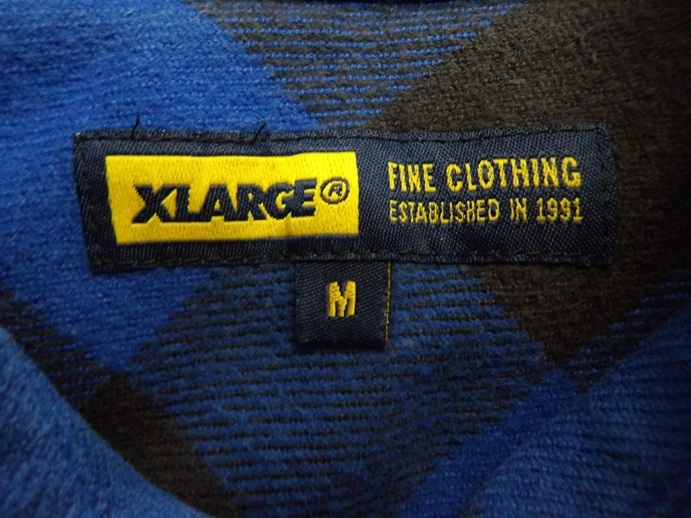 XLARGE®
FINE CLOTHING
ESTABLISHED IN 1991
M